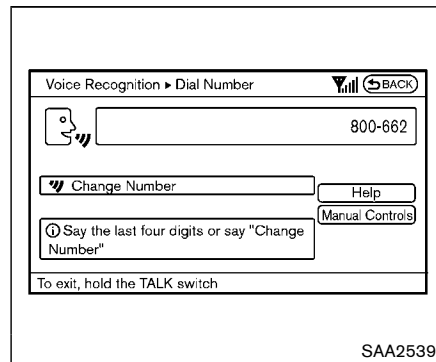 Voice Recognition ▸ Dial Number BACK
800-662
Change Number
Help
Manual Controls
Say the last four digits or say "Change
Number"
To exit, hold the TALK switch
SAA2539